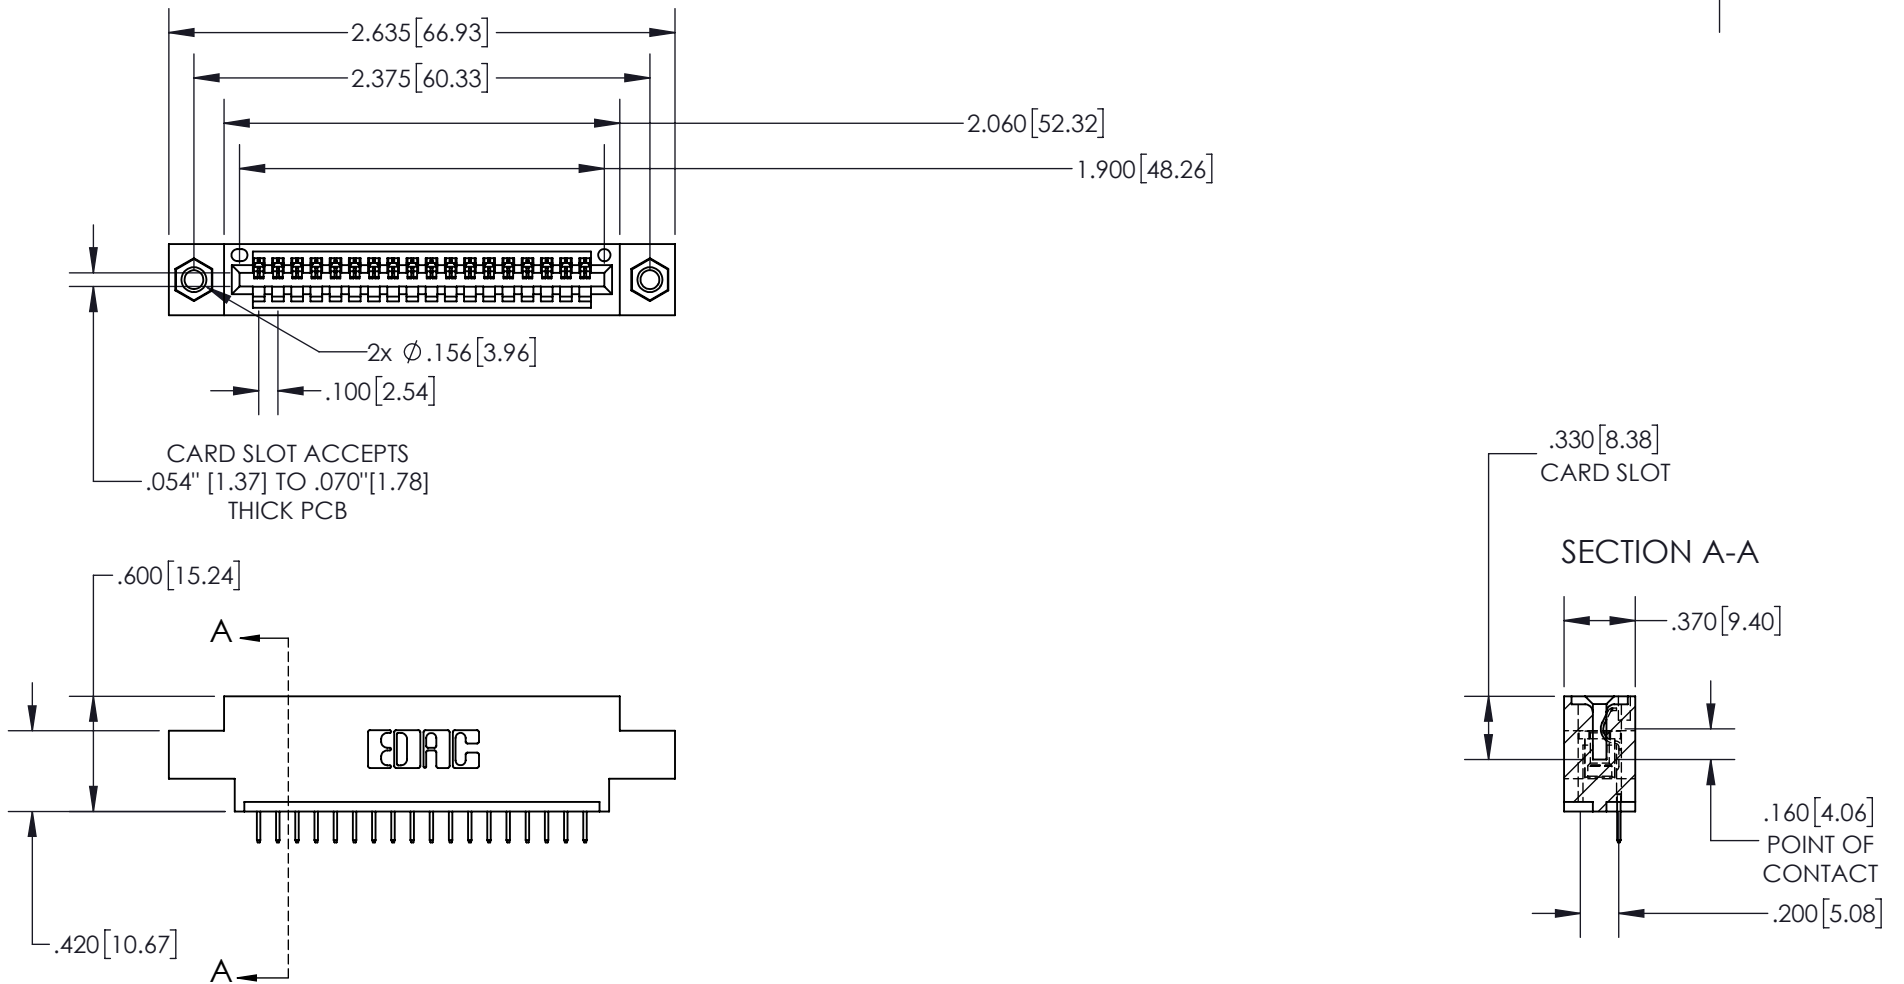 2.635[66.93]
2.375[60.33]
2.060[52.32]
1.900[48.26]
2x Ø.156[3.96]
.100[2.54]
CARD SLOT ACCEPTS
.054" [1.37] TO .070"[1.78]
THICK PCB
.330[8.38]
CARD SLOT
SECTION A-A
.600[15.24]
.370[9.40]
A
EDAC
.160[4.06]
POINT OF
CONTACT
.200[5.08]
.420[10.67]
A